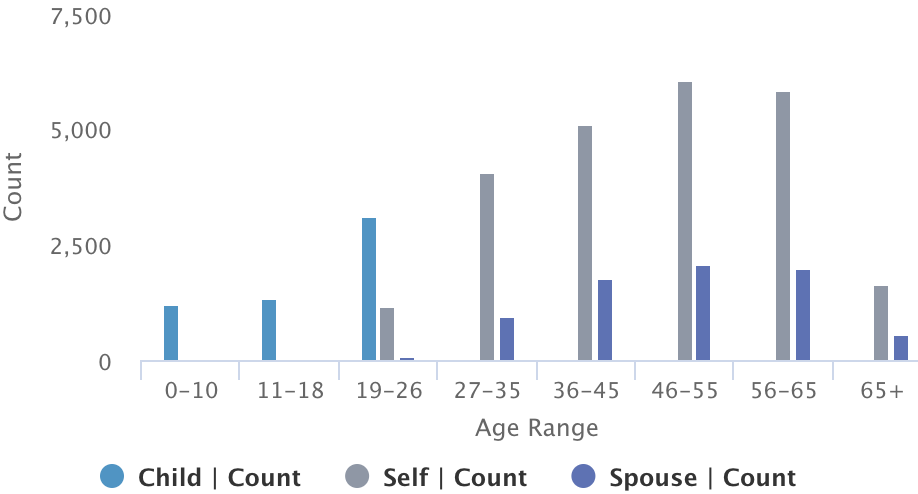 7,500
5,000
2,500
0
Count
0–10 11–18 19–26 27–35 36–45 46–55 56–65 65+
Age Range
Child | Count Self | Count Spouse | Count